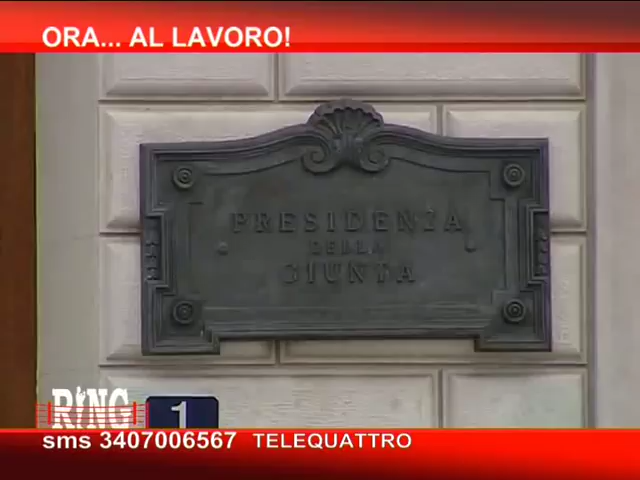 ORA... AL LAVORO!
PRESIDENZA
DELLA
GIUNTA
RING
1
sms 3407006567 TELEQUATTRO